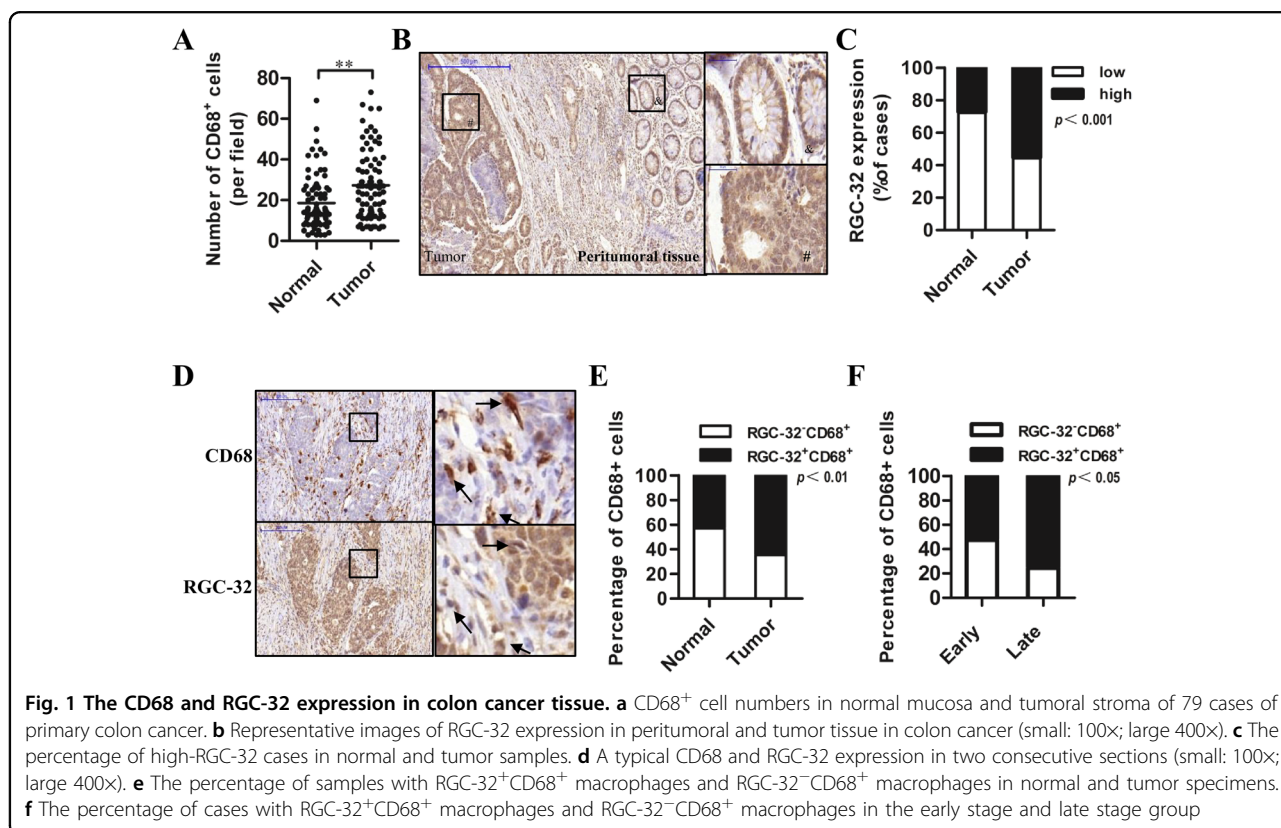 A
B
C
Number of CD68⁺ cells
(per field)
80
60
40
20
0
**
Normal
Tumor
Tumor
Peritumoral tissue
#
&
&
#
RGC-32 expression
(%of cases)
100
80
60
40
20
0
Normal
Tumor
low
high
p< 0.001
D
E
F
CD68
RGC-32
Percentage of CD68+ cells
RGC-32⁻CD68⁺
RGC-32⁺CD68⁺
p< 0.01
100
80
60
40
20
0
Normal
Tumor
Percentage of CD68+ cells
RGC-32⁻CD68⁺
RGC-32⁺CD68⁺
p< 0.05
100
80
60
40
20
0
Early
Late
Fig. 1 The CD68 and RGC-32 expression in colon cancer tissue. a CD68⁺ cell numbers in normal mucosa and tumoral stroma of 79 cases of
primary colon cancer. b Representative images of RGC-32 expression in peritumoral and tumor tissue in colon cancer (small: 100×; large 400×). c The
percentage of high-RGC-32 cases in normal and tumor samples. d A typical CD68 and RGC-32 expression in two consecutive sections (small: 100×;
large 400×). e The percentage of samples with RGC-32⁺CD68⁺ macrophages and RGC-32⁻CD68⁺ macrophages in normal and tumor specimens.
f The percentage of cases with RGC-32⁺CD68⁺ macrophages and RGC-32⁻CD68⁺ macrophages in the early stage and late stage group